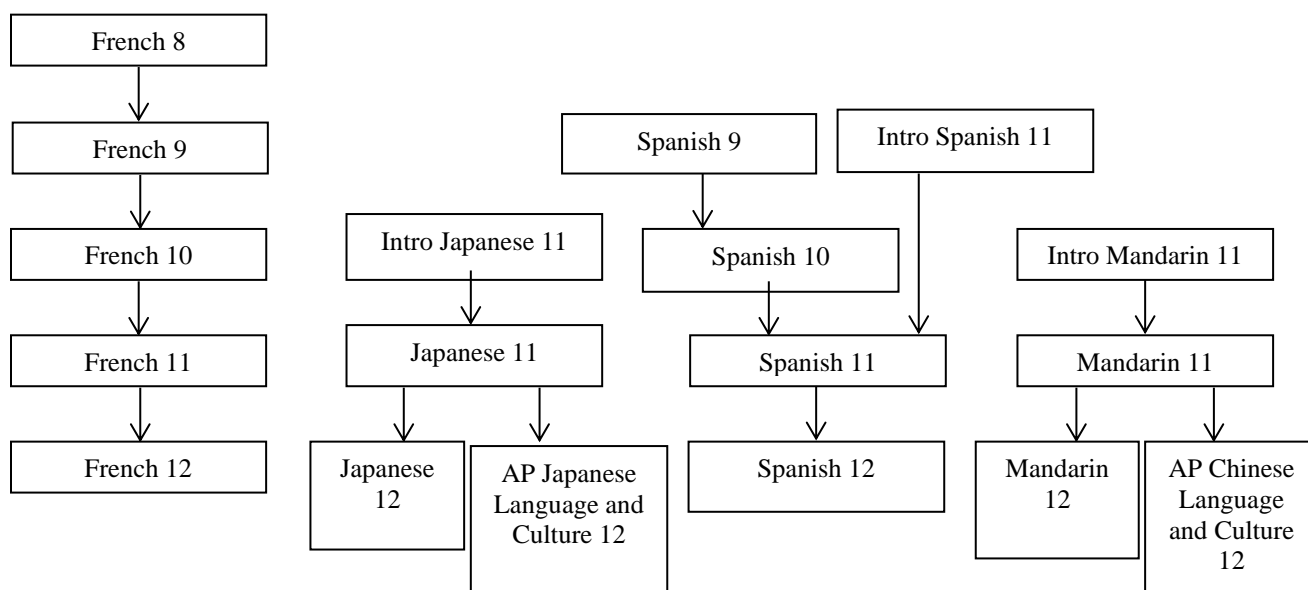 French 8
French 9
French 10
French 11
French 12
Intro Japanese 11
Japanese 11
Japanese
12
AP Japanese
Language and
Culture 12
Spanish 9
Intro Spanish 11
Spanish 10
Spanish 11
Spanish 12
Intro Mandarin 11
Mandarin 11
Mandarin
12
AP Chinese
Language
and Culture
12